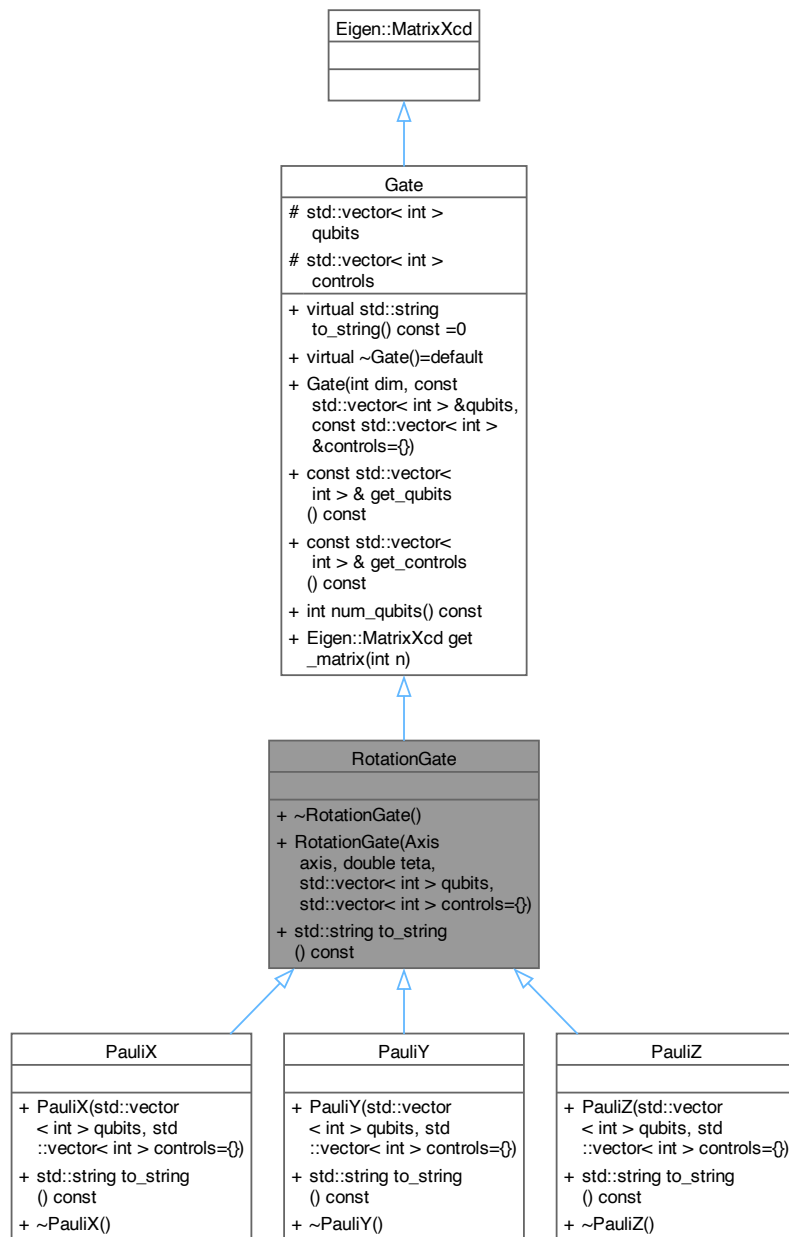 Eigen::MatrixXcd
Gate
# std::vector< int >
qubits
# std::vector< int >
controls
+ virtual std::string
to_string() const =0
+ virtual ~Gate()=default
+ Gate(int dim, const
std::vector< int > &qubits,
const std::vector< int >
&controls={})
+ const std::vector<
int > & get_qubits
() const
+ const std::vector<
int > & get_controls
() const
+ int num_qubits() const
+ Eigen::MatrixXcd get
_matrix(int n)
RotationGate
+ ~RotationGate()
+ RotationGate(Axis
axis, double teta,
std::vector< int > qubits,
std::vector< int > controls={})
+ std::string to_string
() const
PauliX
+ PauliX(std::vector
< int > qubits, std
::vector< int > controls={})
+ std::string to_string
() const
+ ~PauliX()
PauliY
+ PauliY(std::vector
< int > qubits, std
::vector< int > controls={})
+ std::string to_string
() const
+ ~PauliY()
PauliZ
+ PauliZ(std::vector
< int > qubits, std
::vector< int > controls={})
+ std::string to_string
() const
+ ~PauliZ()